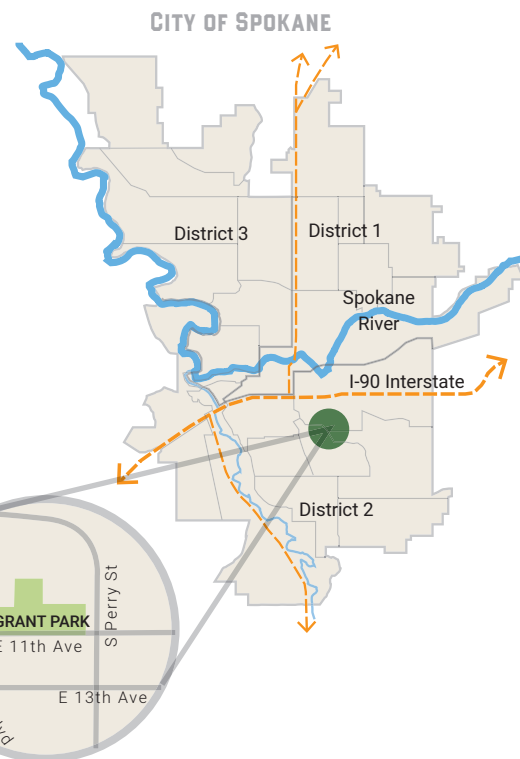 CITY OF SPOKANE
District 3
District 1
Spokane
River
I-90 Interstate
District 2
S Perry St
GRANT PARK
E 11th Ave
E 13th Ave